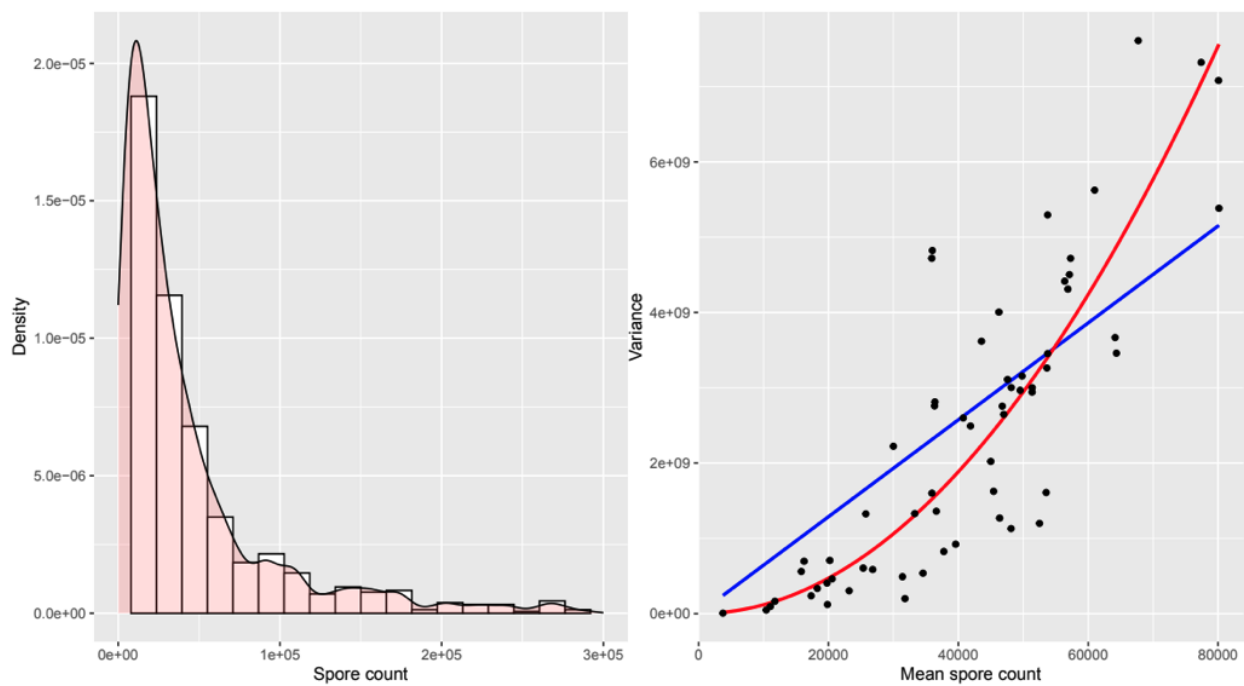 2.0e−05
1.5e−05
1.0e−05
5.0e−06
0.0e+00
Density
0e+00
1e+05
2e+05
3e+05
Spore count
6e+09
4e+09
2e+09
0e+00
Variance
0
20000
40000
60000
80000
Mean spore count